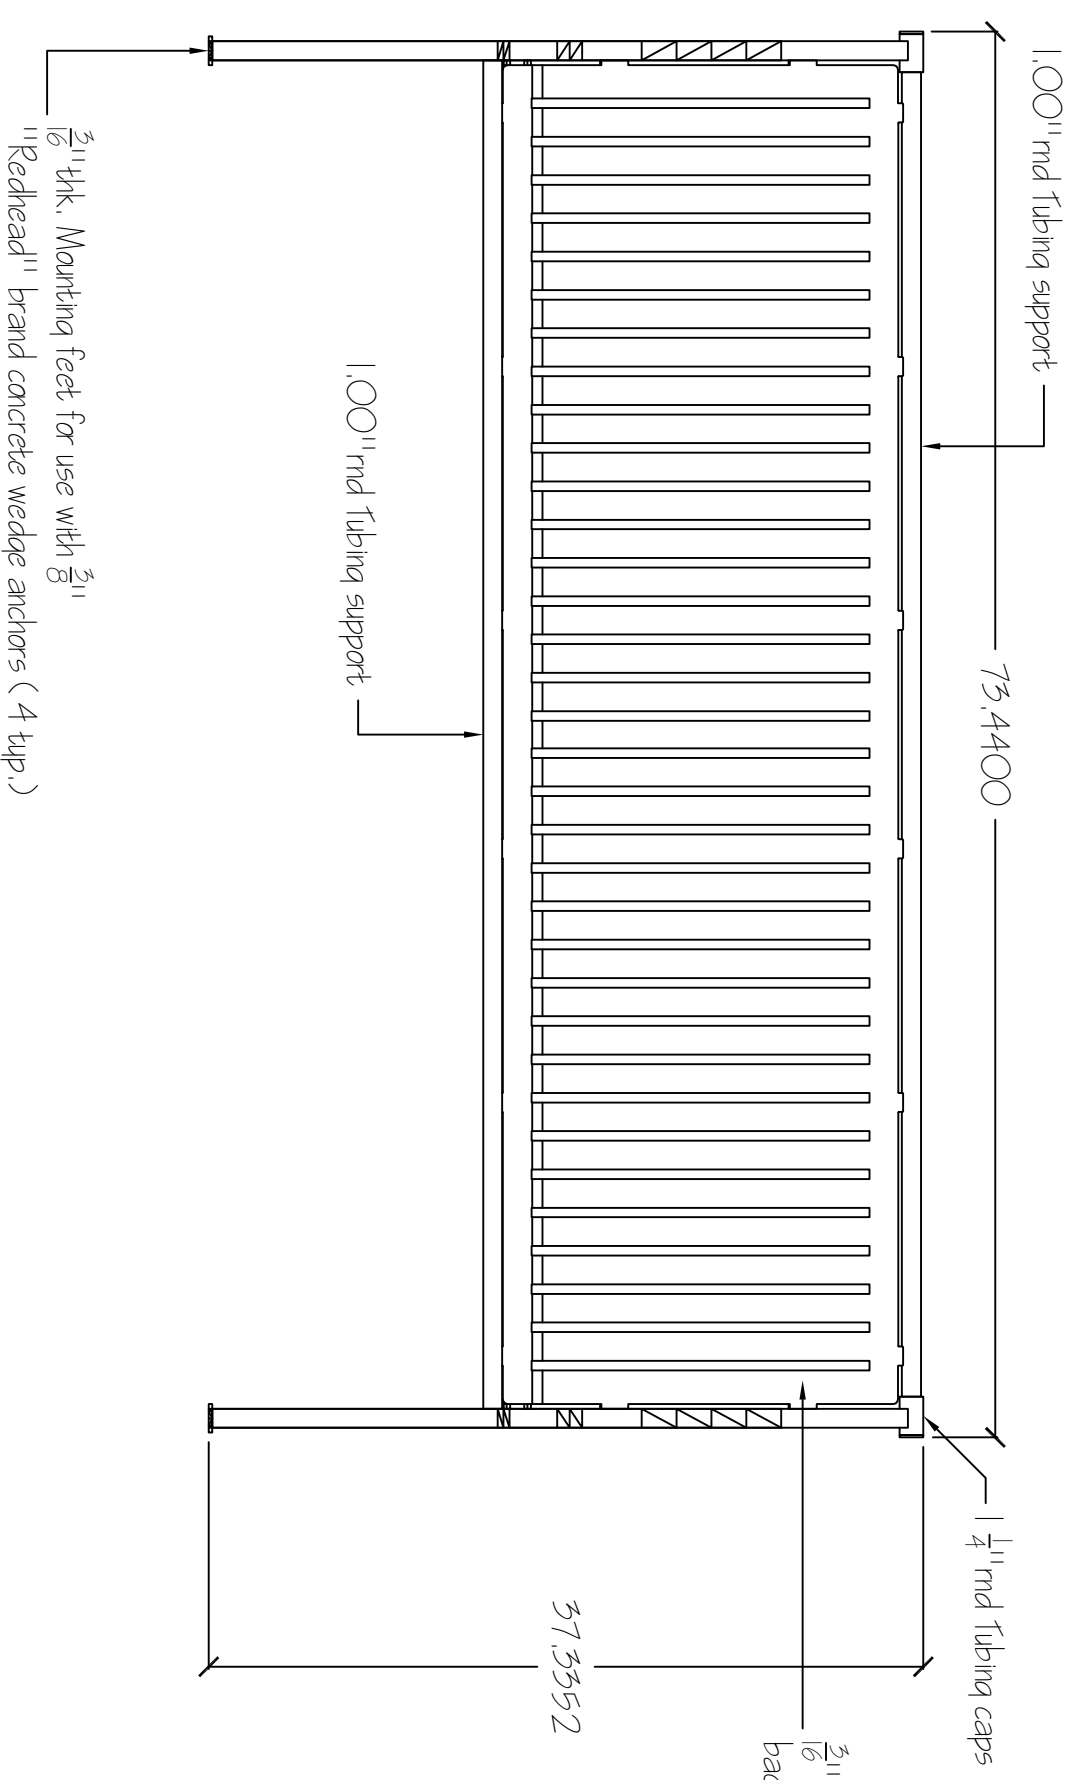 1.00" rnd Tubing support
73.4400
1 1/4" rnd Tubing caps
37.3352
3/16"
1.00" rnd Tubing support
3/16" thk. Mounting feet for use with 3/8"
"Redhead" brand concrete wedge anchors ( 4 typ.)